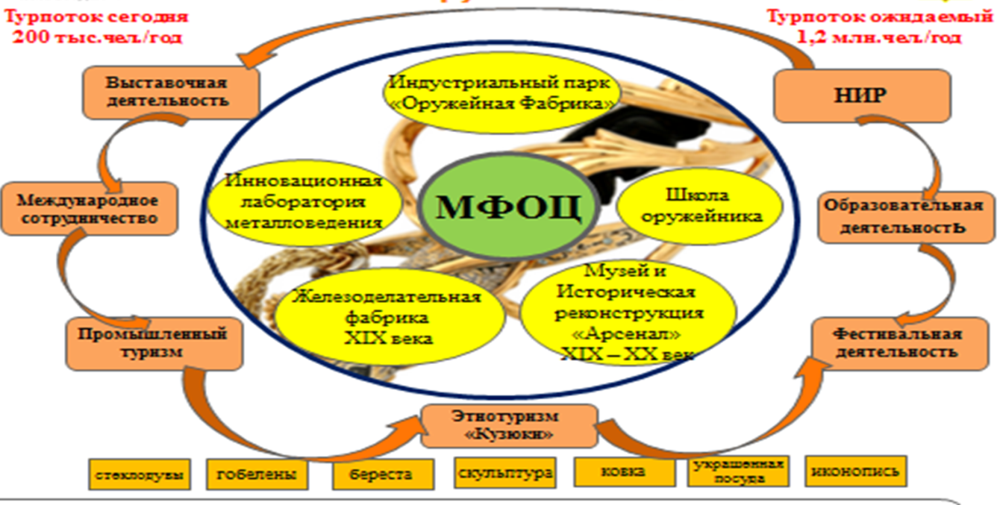 Турпоток сегодня
200 тыс.чел./год
Турпоток ожидаемый
1,2 млн.чел./год
Выставочная
деятельность
Индустриальный парк
«Оружейная Фабрика»
НИР
Международное
сотрудничество
Инновационная
лаборатория
металловедения
МФОЦ
Школа
оружейника
Образовательная
деятельность
Промышленный
туризм
Железоделательная
фабрика
XIX века
Музей и
Историческая
реконструкция
«Арсенал»
XIX – XX век
Фестивальная
деятельность
Этнотуризм
«Кузюки»
стеклодувы
гобелены
береста
скульптура
ковка
украшенная
посуда
иконопись